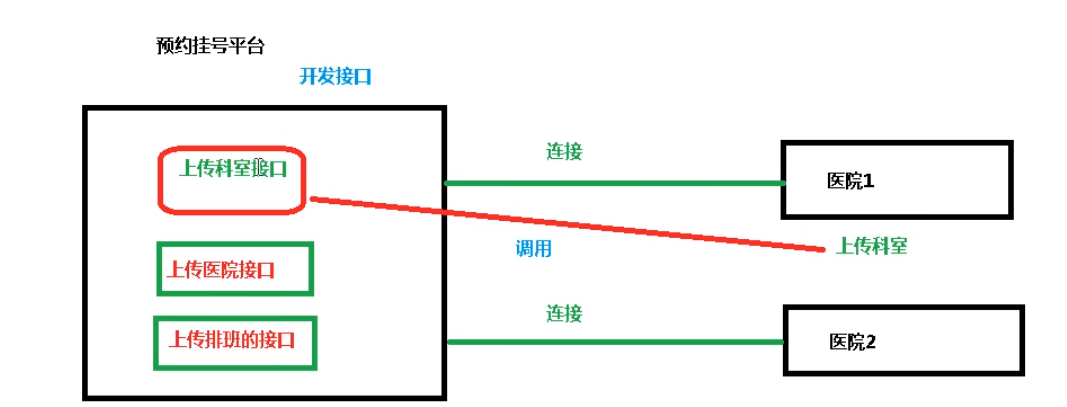 预约挂号平台
开发接口
上传科室接口
连接
医院1
调用
上传科室
上传医院接口
连接
上传排班的接口
医院2